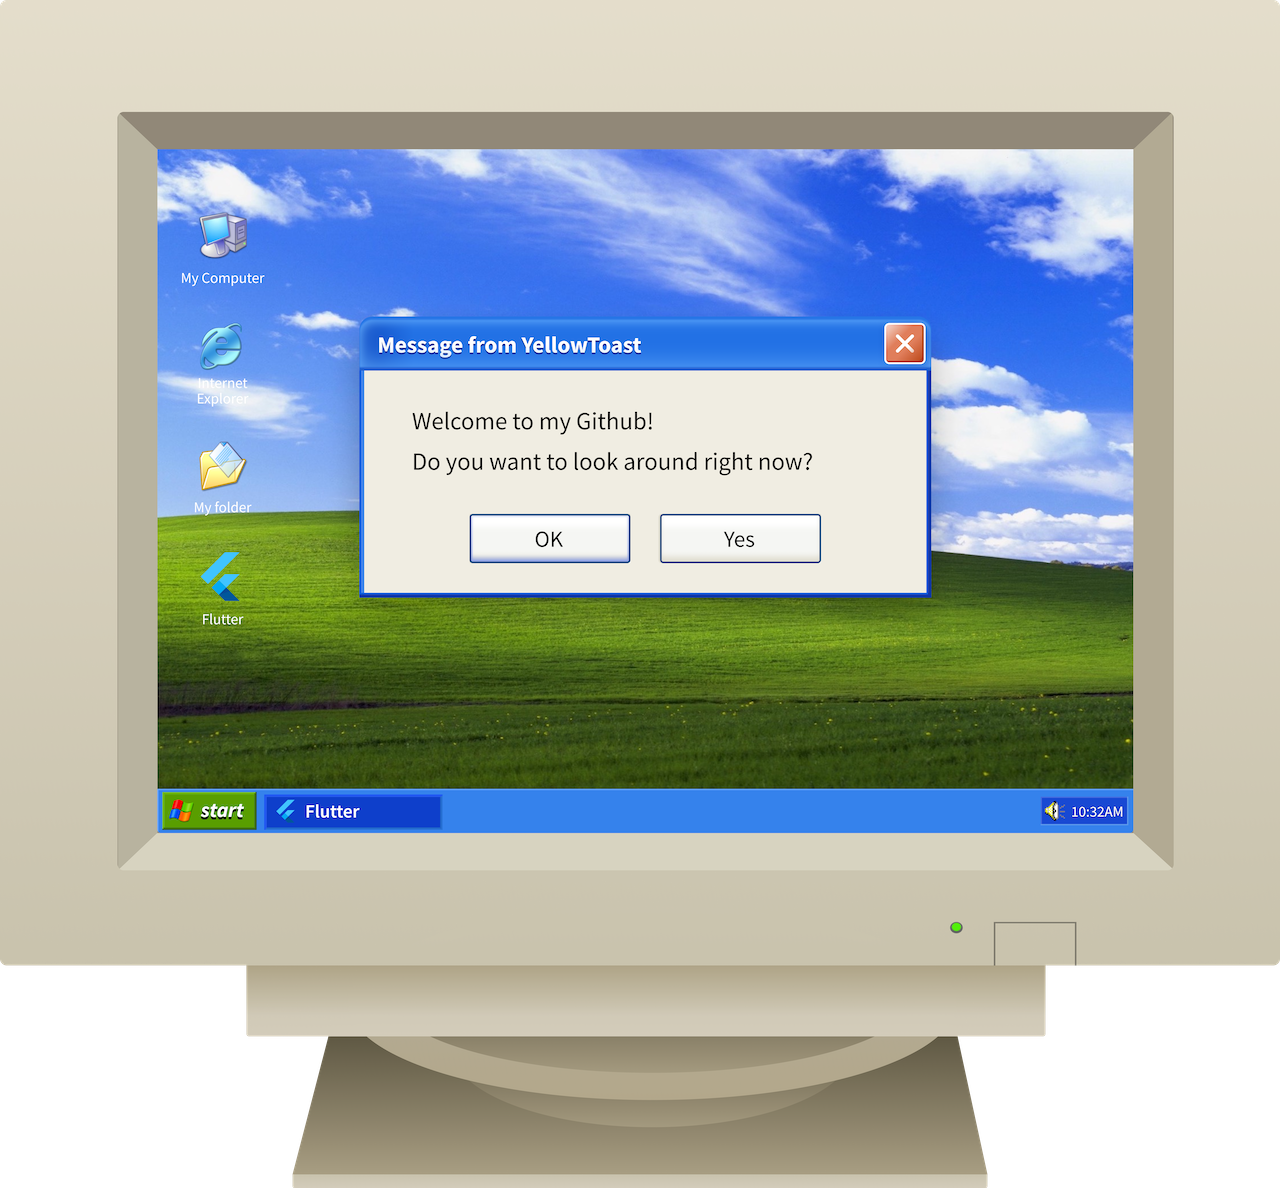 My Computer
Internet
Explorer
My folder
Flutter
Message from YellowToast
Welcome to my Github!
Do you want to look around right now?
OK
Yes
start
Flutter
10:32AM